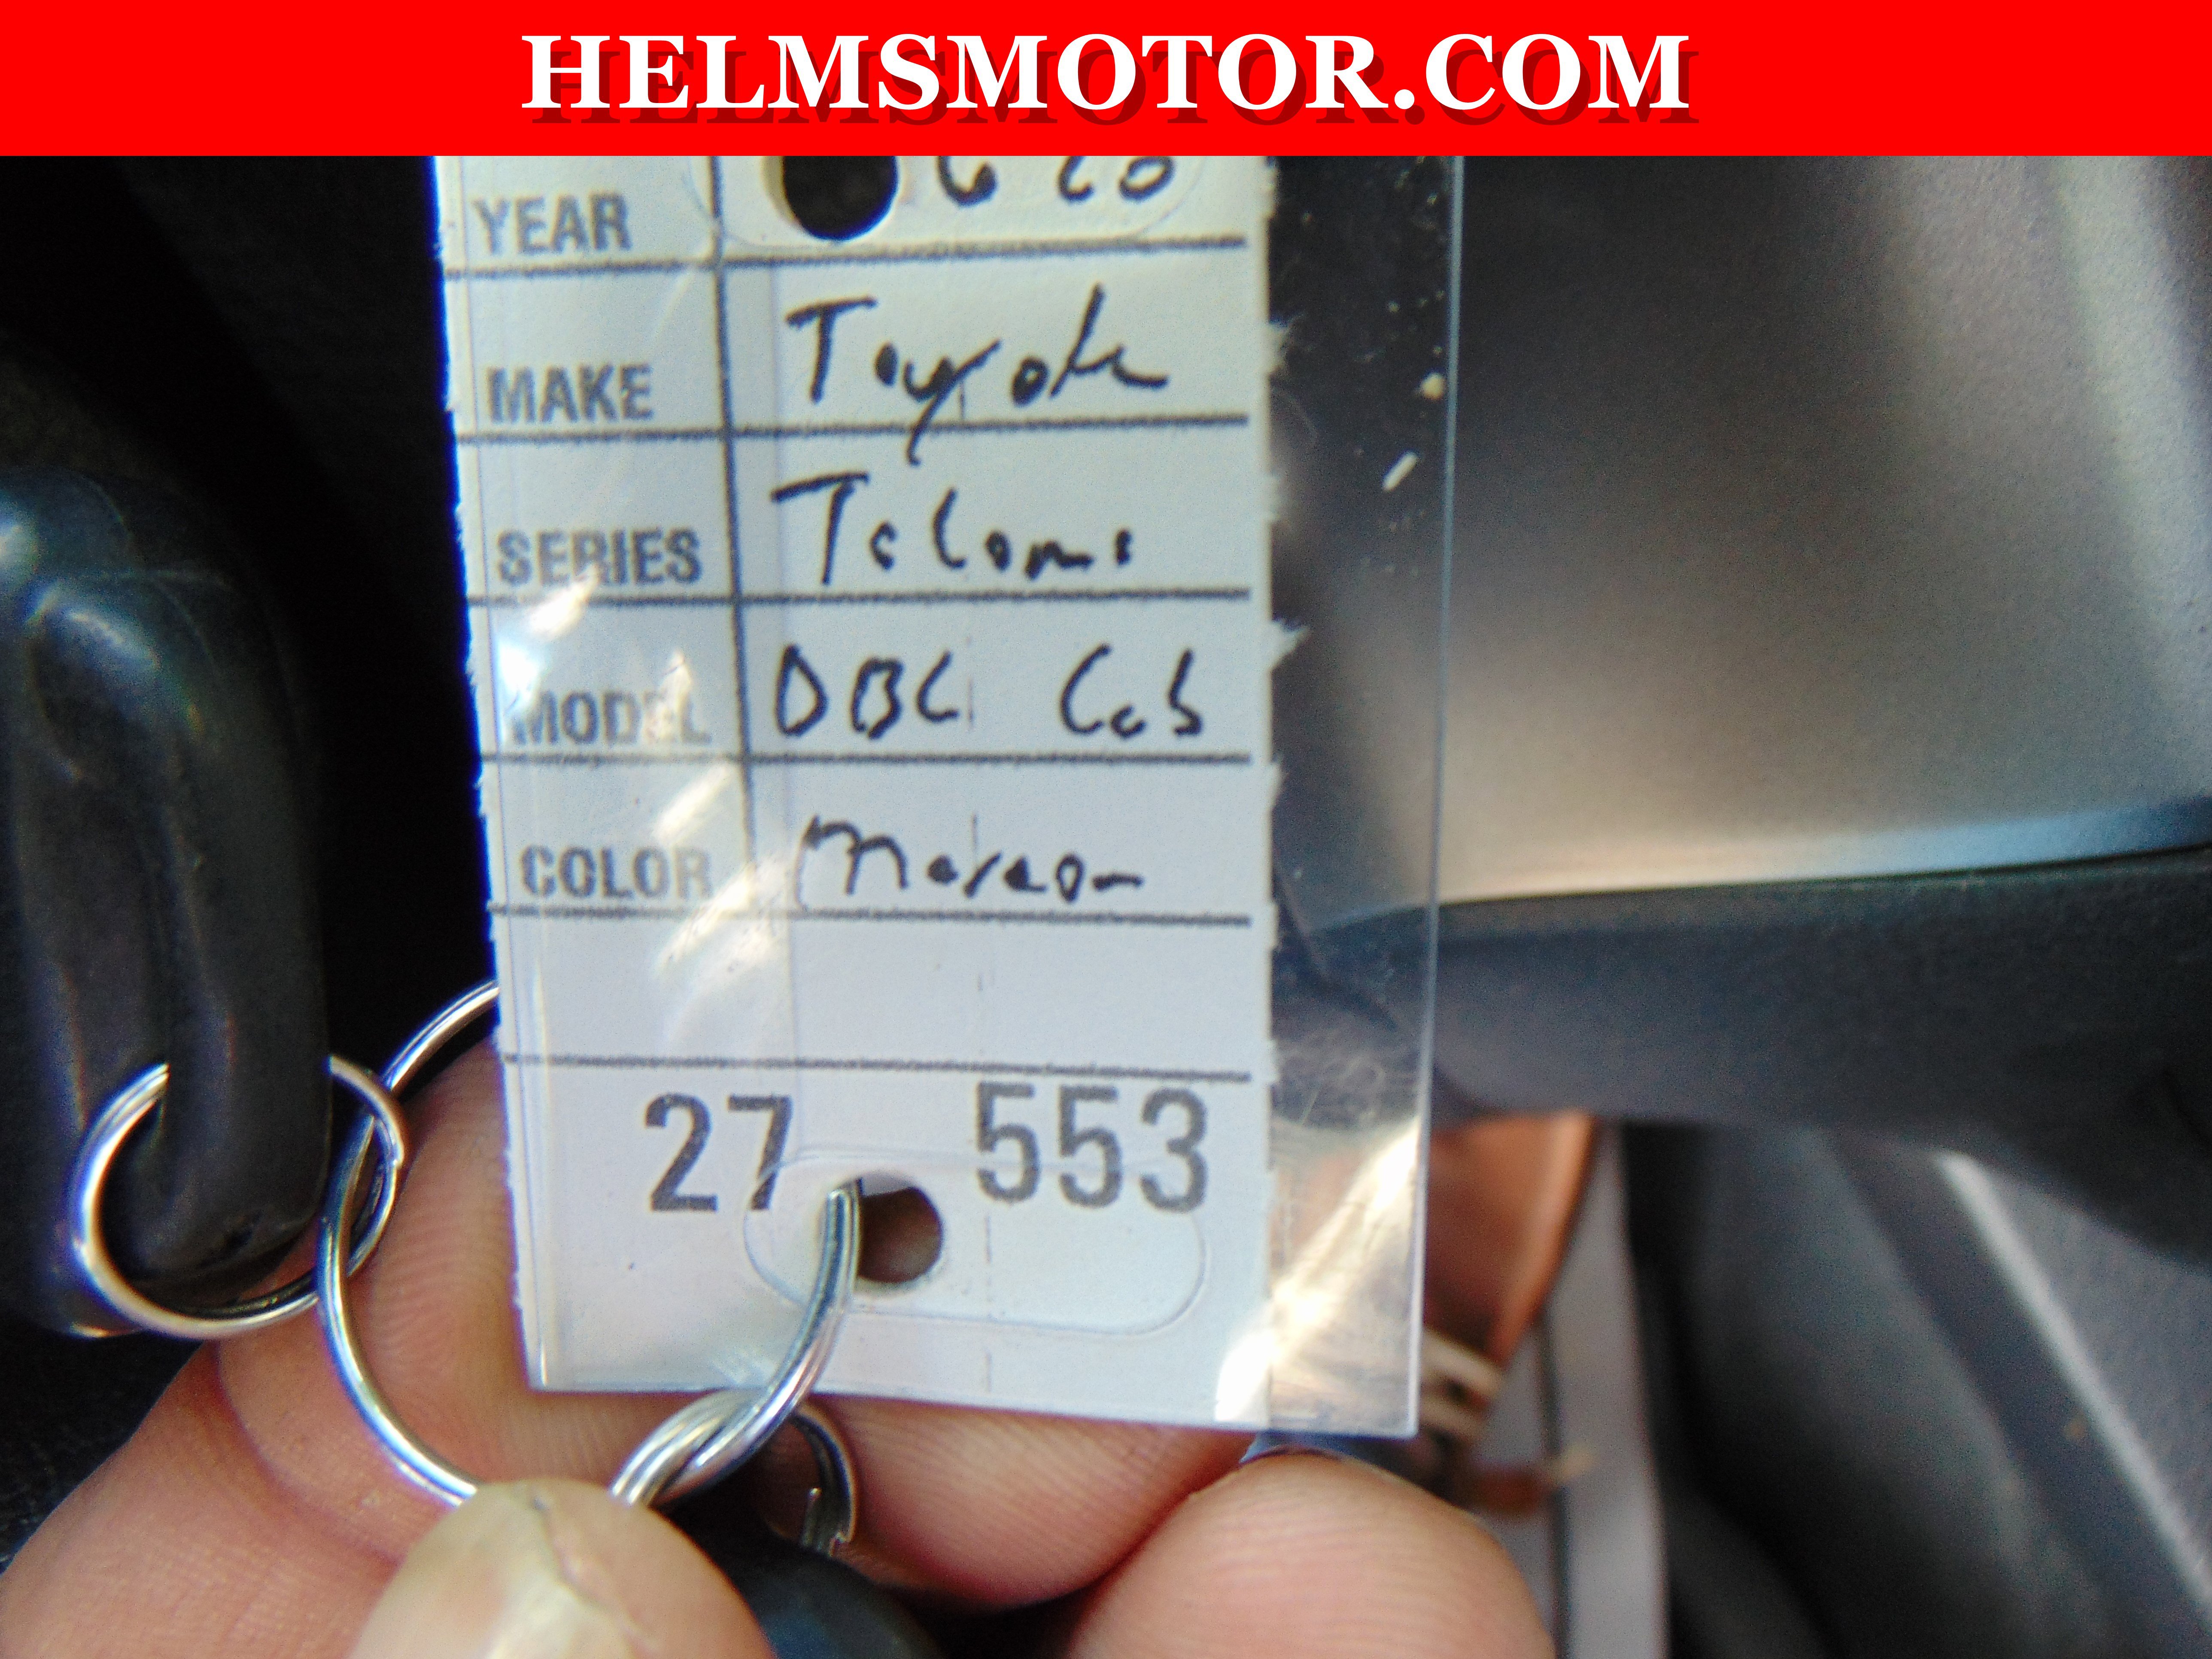 HELMSMOTOR.COM
YEAR
MAKE Toyota
SERIES Tacoma
MODEL DBL Cab
COLOR Maroon
27 553